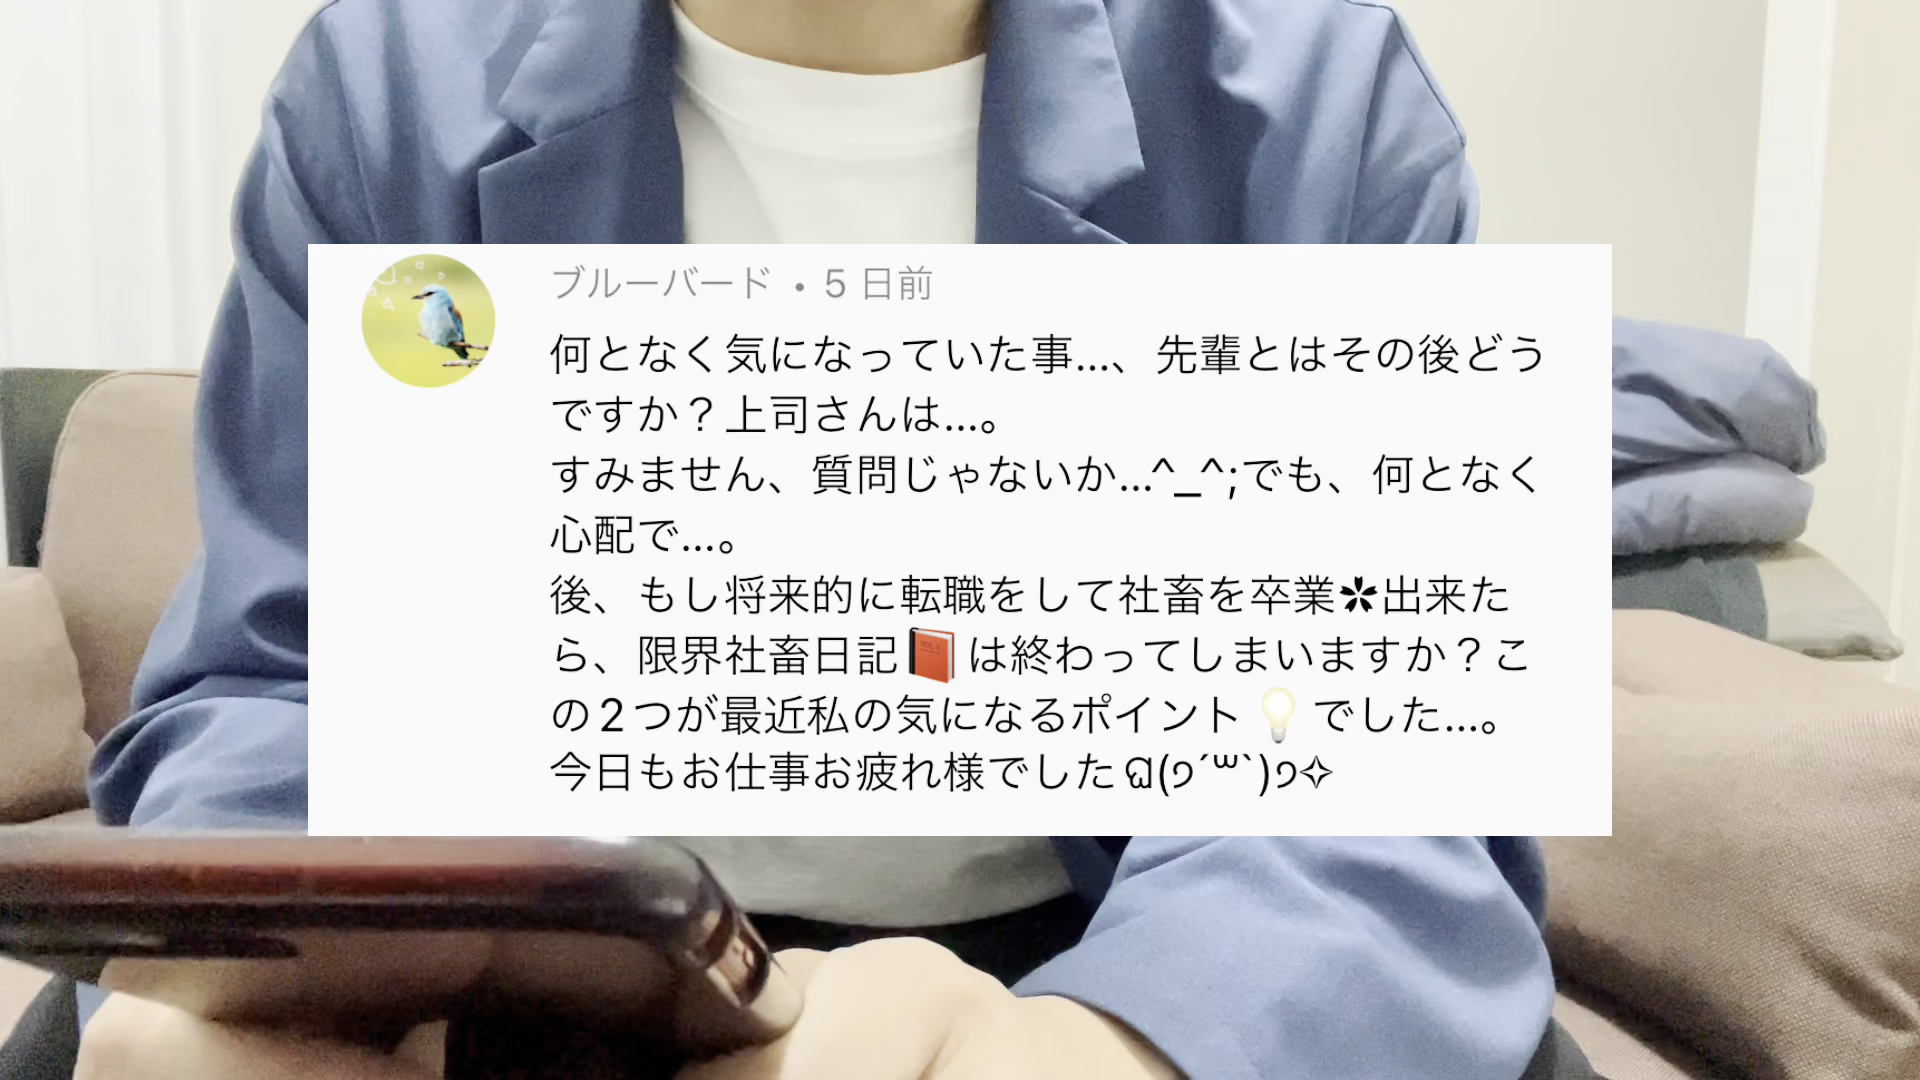 ブルーバード • 5 日前
何となく気になっていた事...、先輩とはその後どう
ですか？上司さんは...。
すみません、質問じゃないか...^_^;でも、何となく
心配で...。
後、もし将来的に転職をして社畜を卒業✲出来た
ら、限界社畜日記📕は終わってしまいますか？こ
の2つが最近私の気になるポイント💡でした...。
今日もお仕事お疲れ様でしたꉂ(୨´꒳`)୨✧